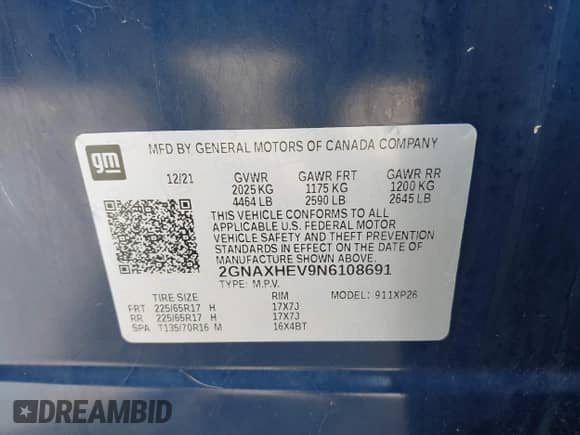 gm
MFD BY GENERAL MOTORS OF CANADA COMPANY
12/21 GVWR GAWR FRT GAWR RR
2025 KG 1175 KG 1200 KG
4464 LB 2590 LB 2645 LB
THIS VEHICLE CONFORMS TO ALL
APPLICABLE U.S. FEDERAL MOTOR
VEHICLE SAFETY AND THEFT PREVENTION
STANDARDS IN EFFECT ON THE DATE OF
MANUFACTURE SHOWN ABOVE.
2GNAXHEV9N6108691
TYPE: M.P.V.
TIRE SIZE RIM MODEL: 911XP26
FRT 225/65R17 H 17X7J
RR 225/65R17 H 17X7J
SPA T135/70R16 M 16X4BT
DREAMBID